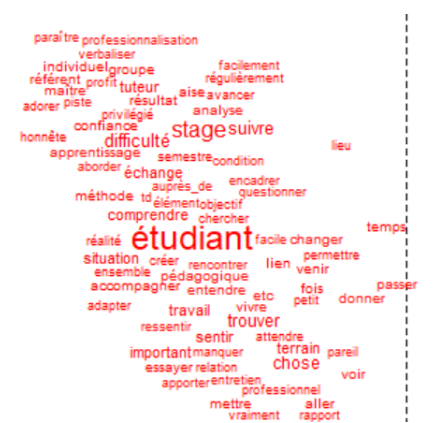 paraître professionnalisation
verbaliser
individuel groupe facilement
référent profit tuteur régulièrement
maître aise avancer
adorer piste résultat
privilégié analyse
confiance stage suivre
honnête difficulté
lieu
apprentissage semestre condition
aborder échange
auprès_de encadrer
méthode td questionner
élément objectif
comprendre chercher
temps
étudiant facile changer
réalité
situation créer rencontrer lien permettre
ensemble venir
accompagner pédagogique passer
entendre fois
etc petit donner
adapter travail vivre
ressentir trouver
sentir attendre
important manquer terrain pareil
essayer relation chose
apporter entretien voir
professionnel
mettre aller
vraiment rapport